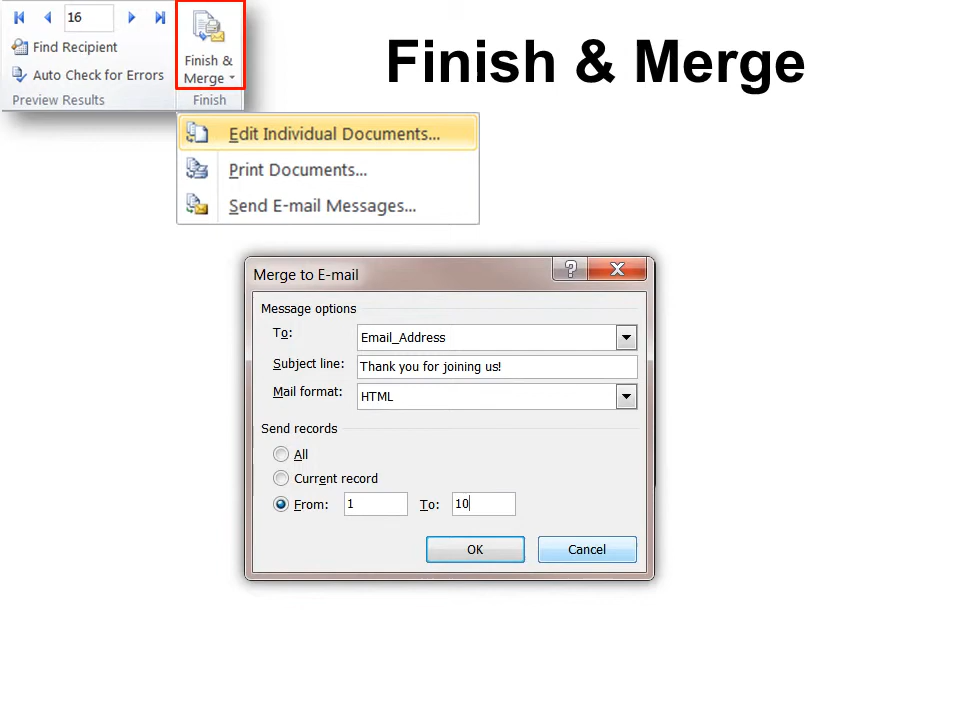 16
Find Recipient
Auto Check for Errors
Preview Results
Finish &
Merge
Finish
Finish & Merge
Edit Individual Documents...
Print Documents...
Send E-mail Messages...
Merge to E-mail
?
X
Message options
To: Email_Address
Subject line: Thank you for joining us!
Mail format: HTML
Send records
All
Current record
From: 1 To: 10
OK Cancel